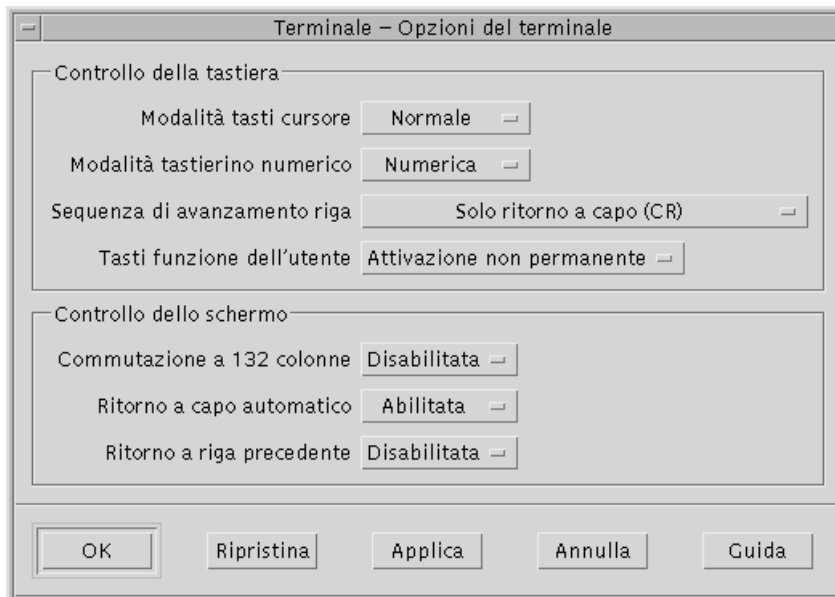 Terminale – Opzioni del terminale
Controllo della tastiera
Modalità tasti cursore Normale
Modalità tastierino numerico Numerica
Sequenza di avanzamento riga Solo ritorno a capo (CR)
Tasti funzione dell'utente Attivazione non permanente
Controllo dello schermo
Commutazione a 132 colonne Disabilitata
Ritorno a capo automatico Abilitata
Ritorno a riga precedente Disabilitata
OK Ripristina Applica Annulla Guida